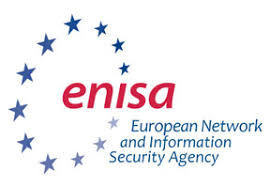 enisa
European Network
and Information
Security Agency